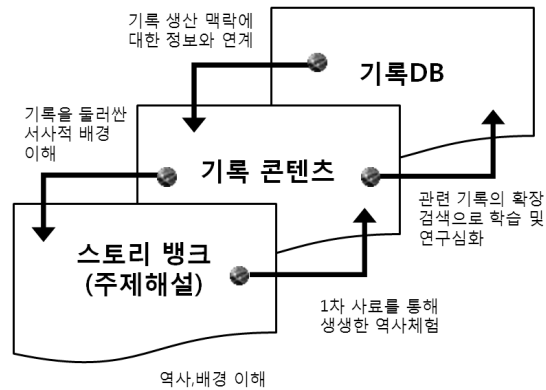 기록 생산 맥락에
대한 정보와 연계
기록DB
기록을 둘러싼
서사적 배경
이해
기록 콘텐츠
관련 기록의 확장
검색으로 학습 및
연구심화
스토리 뱅크
(주제해설)
1차 사료를 통해
생생한 역사체험
역사,배경 이해